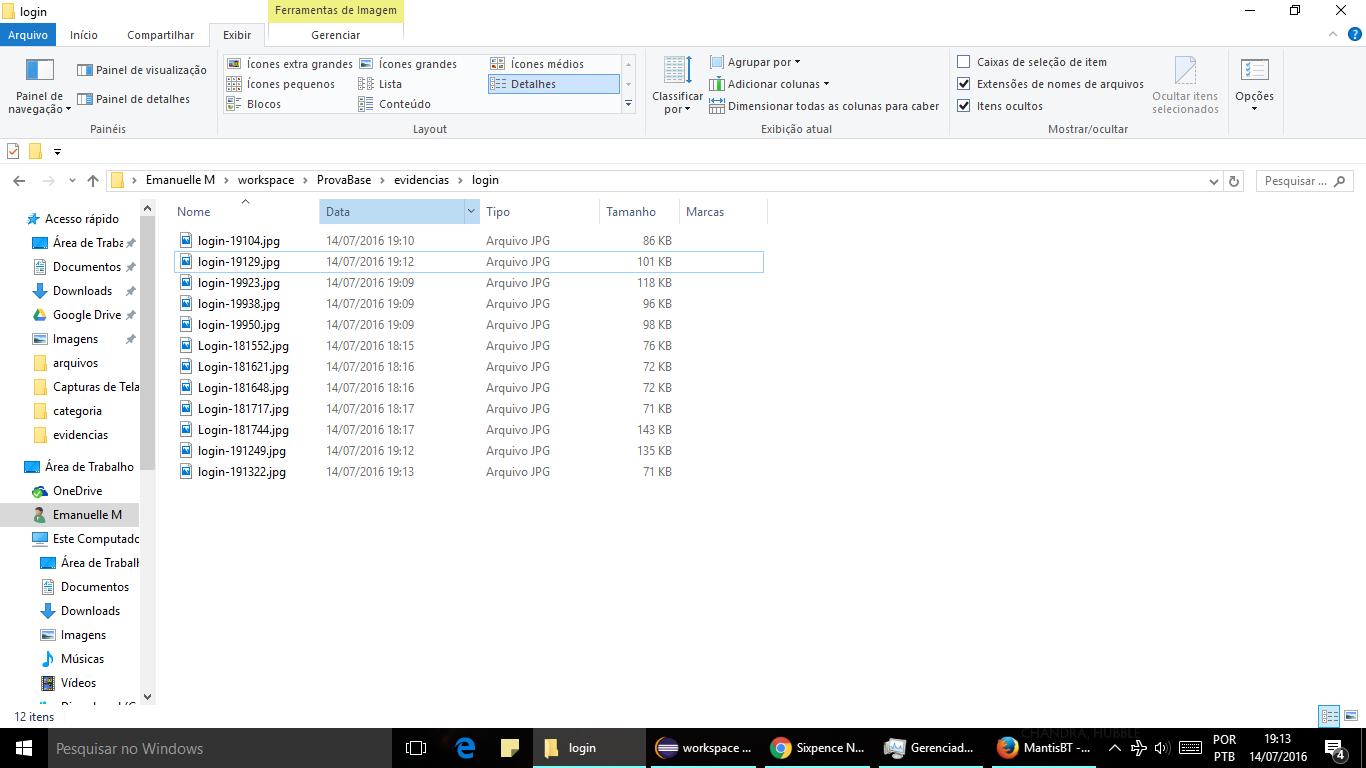 login
Ferramentas de Imagem
Arquivo Início Compartilhar Exibir Gerenciar
Painel de navegação
Painel de visualização
Painel de detalhes
Painéis
Ícones extra grandes Ícones grandes Ícones médios
Ícones pequenos Lista Detalhes
Blocos Conteúdo
Layout
Classificar por
Agrupar por
Adicionar colunas
Dimensionar todas as colunas para caber
Exibição atual
Caixas de seleção de item
Extensões de nomes de arquivos
Itens ocultos
Ocultar itens selecionados
Mostrar/ocultar
Opções
Emanuelle M workspace ProvaBase evidencias login
Pesquisar ...
Acesso rápido
Área de Traba
Documentos
Downloads
Google Drive
Imagens
arquivos
Capturas de Tela
categoria
evidencias
Área de Trabalho
OneDrive
Emanuelle M
Este Computado
Área de Trabalh
Documentos
Downloads
Imagens
Músicas
Vídeos
Nome Data Tipo Tamanho Marcas
login-19104.jpg 14/07/2016 19:10 Arquivo JPG 86 KB
login-19129.jpg 14/07/2016 19:12 Arquivo JPG 101 KB
login-19923.jpg 14/07/2016 19:09 Arquivo JPG 118 KB
login-19938.jpg 14/07/2016 19:09 Arquivo JPG 96 KB
login-19950.jpg 14/07/2016 19:09 Arquivo JPG 98 KB
Login-181552.jpg 14/07/2016 18:15 Arquivo JPG 76 KB
Login-181621.jpg 14/07/2016 18:16 Arquivo JPG 72 KB
Login-181648.jpg 14/07/2016 18:16 Arquivo JPG 72 KB
Login-181717.jpg 14/07/2016 18:17 Arquivo JPG 71 KB
Login-181744.jpg 14/07/2016 18:17 Arquivo JPG 143 KB
login-191249.jpg 14/07/2016 19:12 Arquivo JPG 135 KB
login-191322.jpg 14/07/2016 19:13 Arquivo JPG 71 KB
12 itens
Pesquisar no Windows
login
workspace ...
Sixpence N...
Gerenciad...
MantisBT -...
CHANDRA, HUBBLE
POR
PTB
19:13
14/07/2016
4